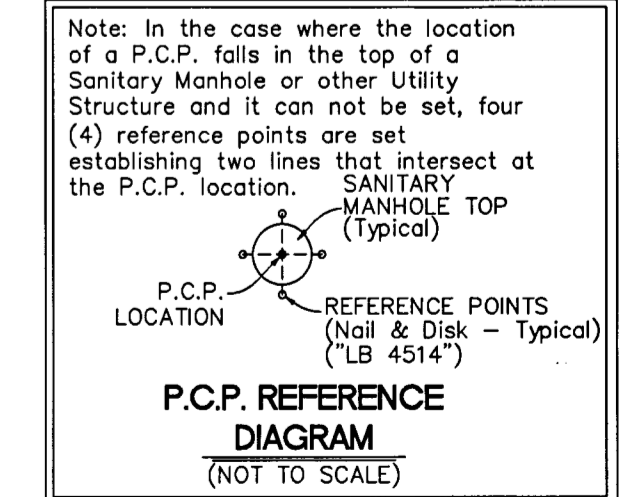 Note: In the case where the location
of a P.C.P. falls in the top of a
Sanitary Manhole or other Utility
Structure and it can not be set, four
(4) reference points are set
establishing two lines that intersect at
the P.C.P. location.
SANITARY
MANHOLE TOP
(Typical)
P.C.P.
LOCATION
REFERENCE POINTS
(Nail & Disk – Typical)
("LB 4514")
P.C.P. REFERENCE
DIAGRAM
(NOT TO SCALE)